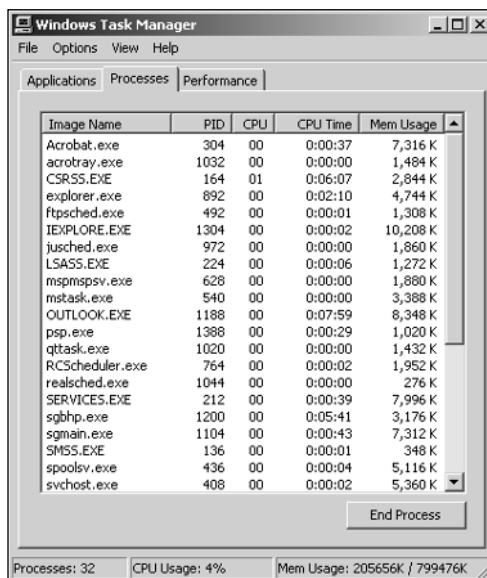 Windows Task Manager
File Options View Help
Applications Processes Performance
Image Name PID CPU CPU Time Mem Usage
Acrobat.exe 304 00 0:00:37 7,316 K
acrotray.exe 1032 00 0:00:00 1,484 K
CSRSS.EXE 164 01 0:06:07 2,844 K
explorer.exe 892 00 0:02:10 4,744 K
ftpsched.exe 492 00 0:00:01 1,308 K
IEXPLORE.EXE 1304 00 0:00:02 10,208 K
jusched.exe 972 00 0:00:00 1,860 K
LSASS.EXE 224 00 0:00:06 1,272 K
mspmspsv.exe 628 00 0:00:00 1,880 K
mstask.exe 540 00 0:00:00 3,388 K
OUTLOOK.EXE 1188 00 0:07:59 8,348 K
psp.exe 1388 00 0:00:29 1,020 K
qttask.exe 1020 00 0:00:00 1,432 K
RCScheduler.exe 764 00 0:00:02 1,952 K
realsched.exe 1044 00 0:00:00 276 K
SERVICES.EXE 212 00 0:00:39 7,996 K
sgbhp.exe 1200 00 0:05:41 3,176 K
sgmain.exe 1104 00 0:00:43 7,312 K
SMSS.EXE 136 00 0:00:01 348 K
spoolsv.exe 436 00 0:00:04 5,116 K
svchost.exe 408 00 0:00:02 5,360 K
End Process
Processes: 32 CPU Usage: 4% Mem Usage: 205656K / 799476K